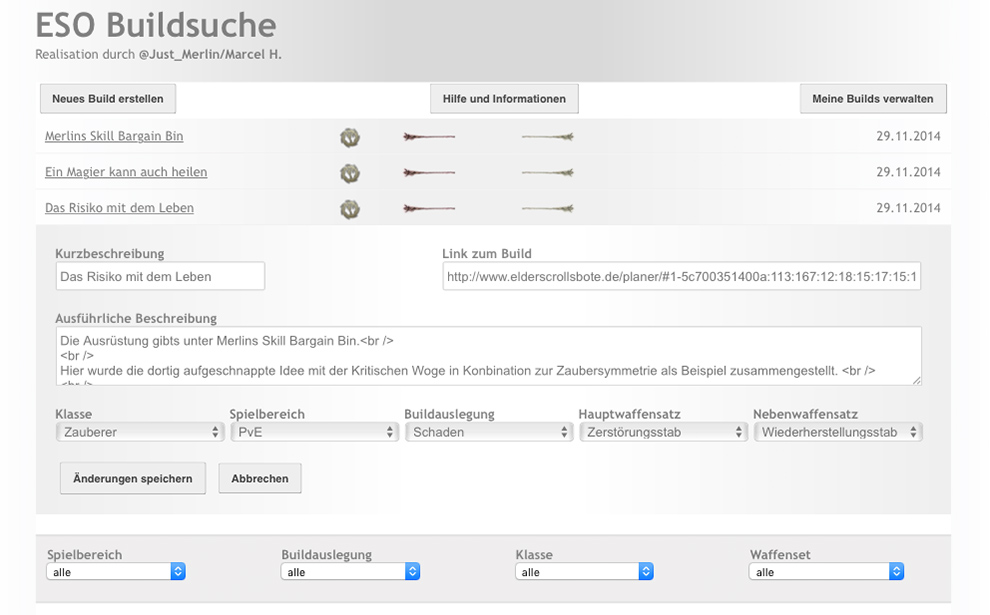 ESO Buildsuche
Realisation durch @Just_Merlin/Marcel H.
Neues Build erstellen
Hilfe und Informationen
Meine Builds verwalten
Merlins Skill Bargain Bin
29.11.2014
Ein Magier kann auch heilen
29.11.2014
Das Risiko mit dem Leben
29.11.2014
Kurzbeschreibung
Link zum Build
Das Risiko mit dem Leben
http://www.elderscrollsbote.de/planer/#1-5c700351400a:113:167:12:18:15:17:15:1
Ausführliche Beschreibung
Die Ausrüstung gibts unter Merlins Skill Bargain Bin.<br />
<br />
Hier wurde die dortig aufgeschnappte Idee mit der Kritischen Woge in Konbination zur Zaubersymmetrie als Beispiel zusammengestellt. <br />
<br />
Klasse
Spielbereich
Buildauslegung
Hauptwaffensatz
Nebenwaffensatz
Zauberer
PvE
Schaden
Zerstörungsstab
Wiederherstellungsstab
Änderungen speichern
Abbrechen
Spielbereich
Buildauslegung
Klasse
Waffenset
alle
alle
alle
alle